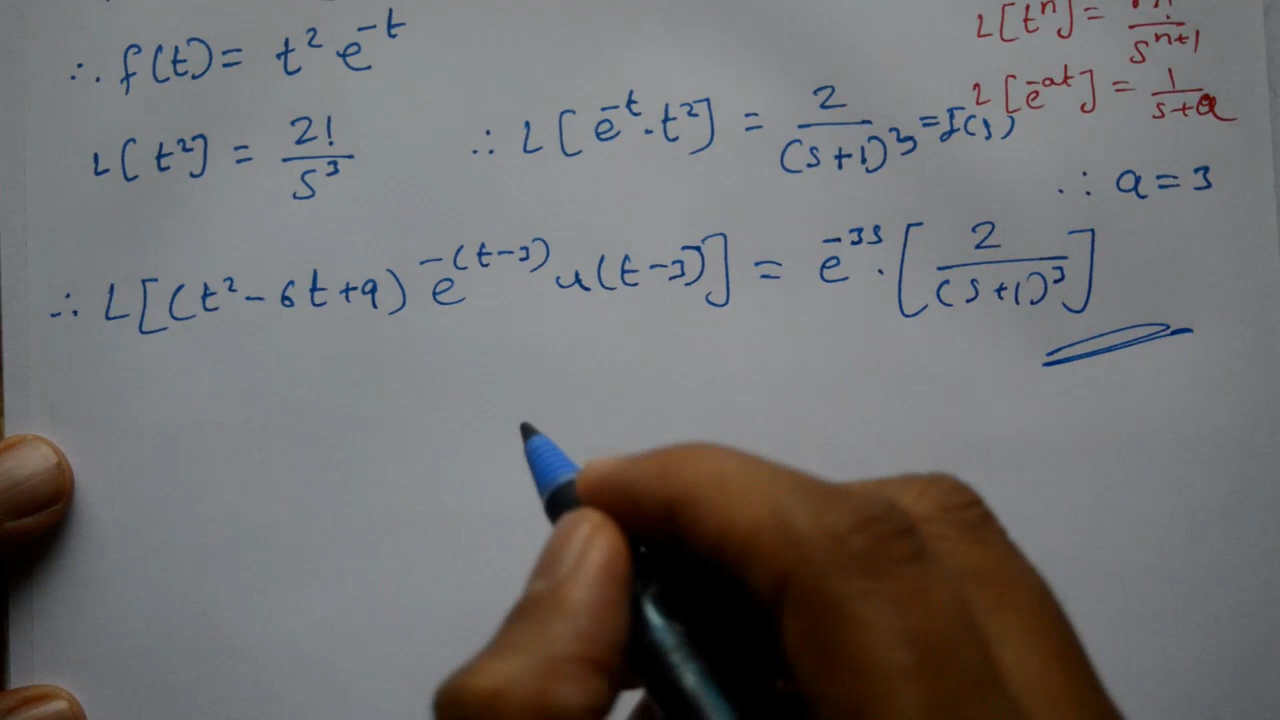 ∴ f(t) = t² e^{-t}
L[tⁿ] = n!/s^{n+1}
L[e^{-at}] = 1/(s+a)
L[t²] = 2!/s³ ∴ L[e^{-t}·t²] = 2/(s+1)³ = F(s)
∴ a = 3
∴ L[(t²-6t+9) e^{-(t-3)} u(t-3)] = e^{-3s}·[2/(s+1)³]